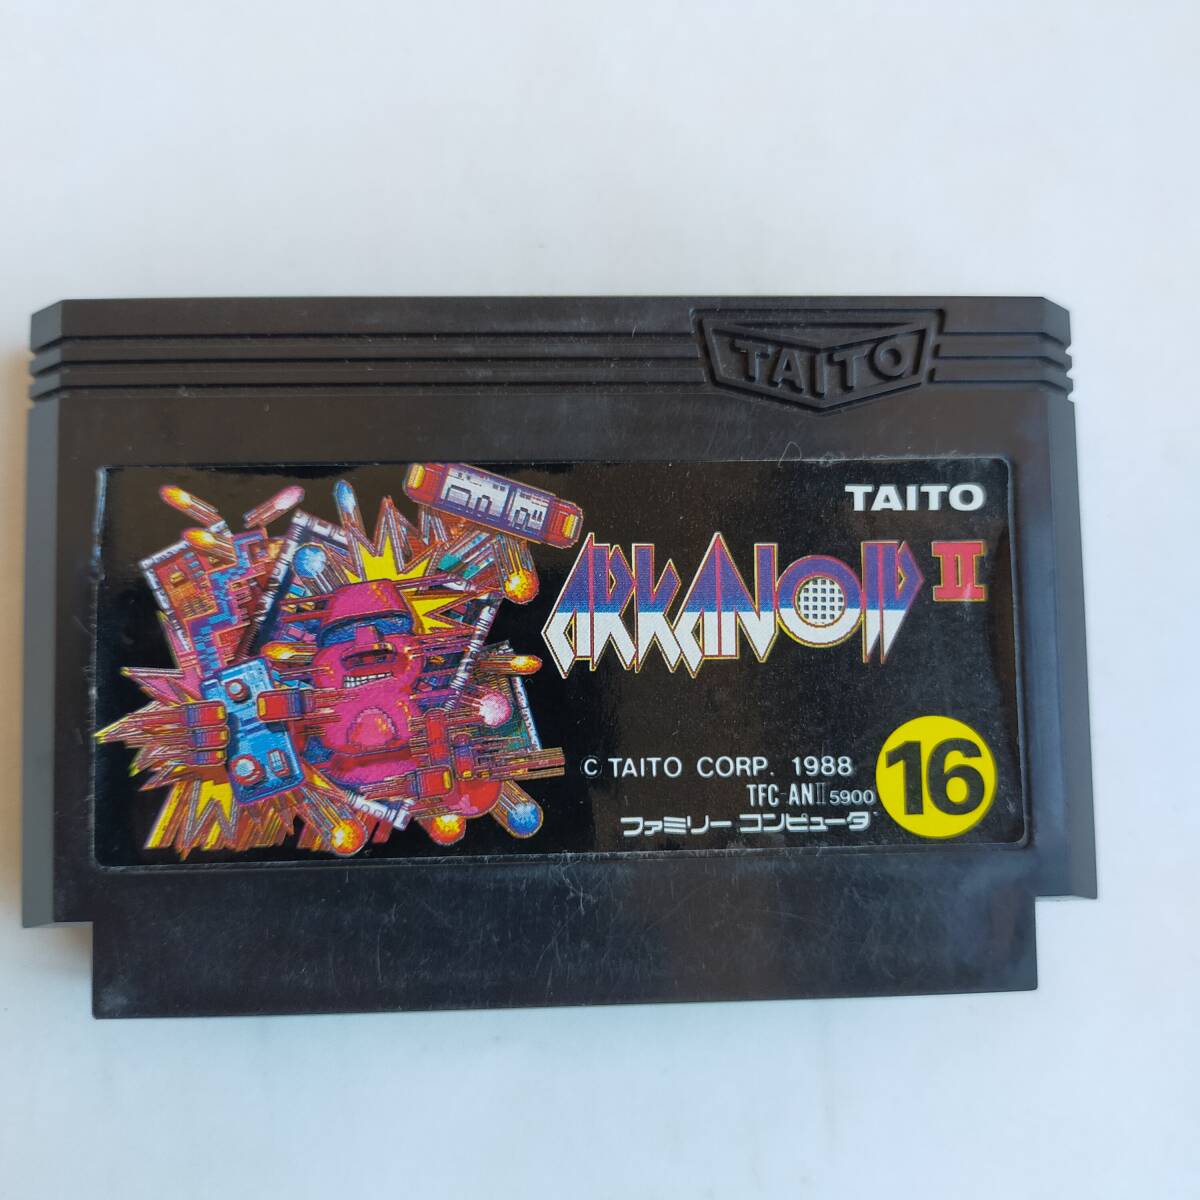 TAITO
TAITO
ARKANOID II
© TAITO CORP. 1988
TFC-ANII 5900
ファミリーコンピュータ
16